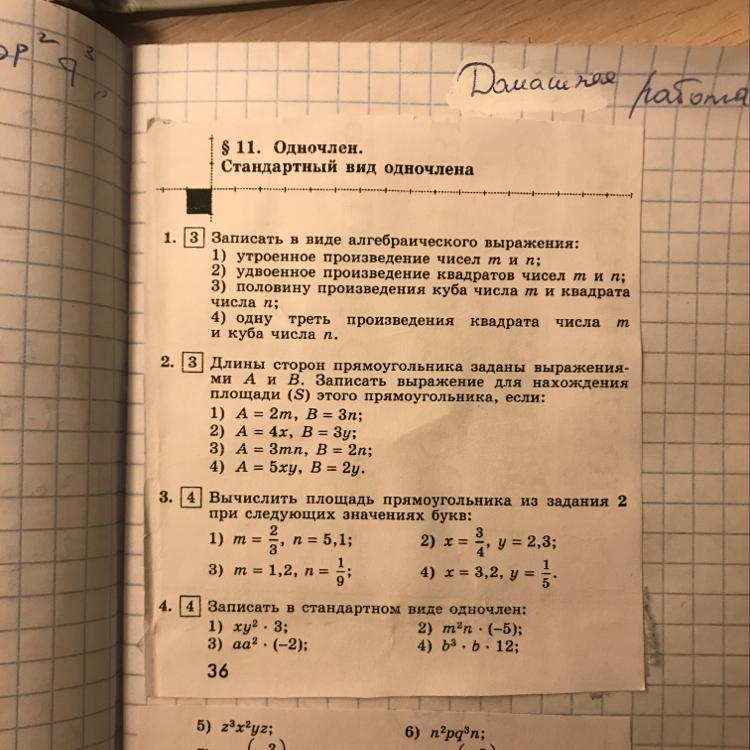 q³
Домашняя работа
§ 11. Одночлен.
Стандартный вид одночлена
1. 3 Записать в виде алгебраического выражения:
1) утроенное произведение чисел m и n;
2) удвоенное произведение квадратов чисел m и n;
3) половину произведения куба числа m и квадрата
числа n;
4) одну треть произведения квадрата числа m
и куба числа n.
2. 3 Длины сторон прямоугольника заданы выражения-
ми A и B. Записать выражение для нахождения
площади (S) этого прямоугольника, если:
1) A = 2m, B = 3n;
2) A = 4x, B = 3y;
3) A = 3mn, B = 2n;
4) A = 5xy, B = 2y.
3. 4 Вычислить площадь прямоугольника из задания 2
при следующих значениях букв:
1) m = 2/3, n = 5,1; 2) x = 3/4, y = 2,3;
3) m = 1,2, n = 1/9; 4) x = 3,2, y = 1/5.
4. 4 Записать в стандартном виде одночлен:
1) xy² · 3; 2) m²n · (−5);
3) aa² · (−2); 4) b³ · b · 12;
36
5) z³x²yz; 6) n²pq³n;